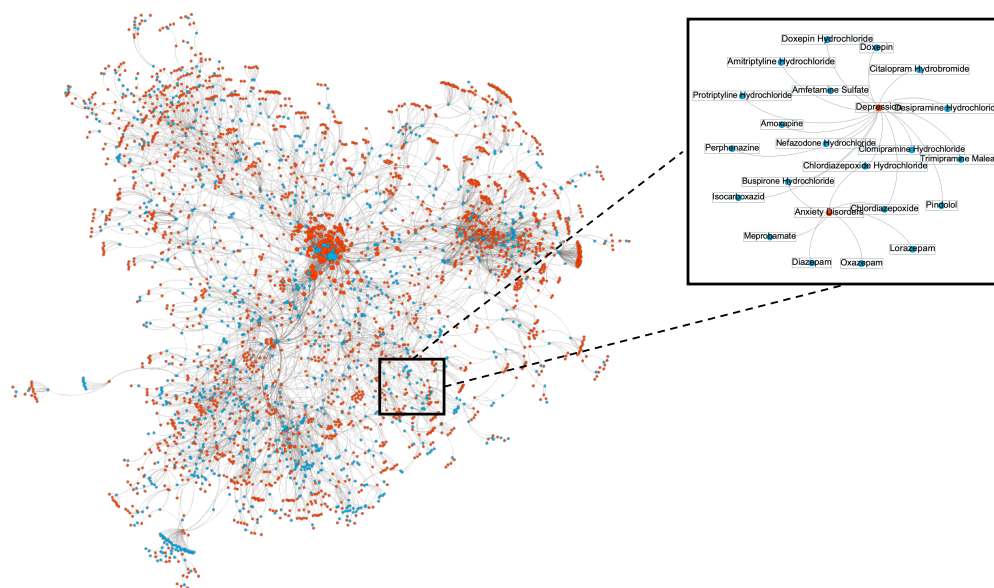 Doxepin Hydrochloride
Doxepin
Amitriptyline Hydrochloride
Citalopram Hydrobromide
Amfetamine Sulfate
Protriptyline Hydrochloride
Depression
Desipramine Hydrochlorid
Amoxapine
Nefazodone Hydrochloride
Perphenazine
Clomipramine Hydrochloride
Trimipramine Malea
Chlordiazepoxide Hydrochloride
Buspirone Hydrochloride
Isocarboxazid
Anxiety Disorders
Chlordiazepoxide
Pindolol
Meprobamate
Lorazepam
Diazepam
Oxazepam